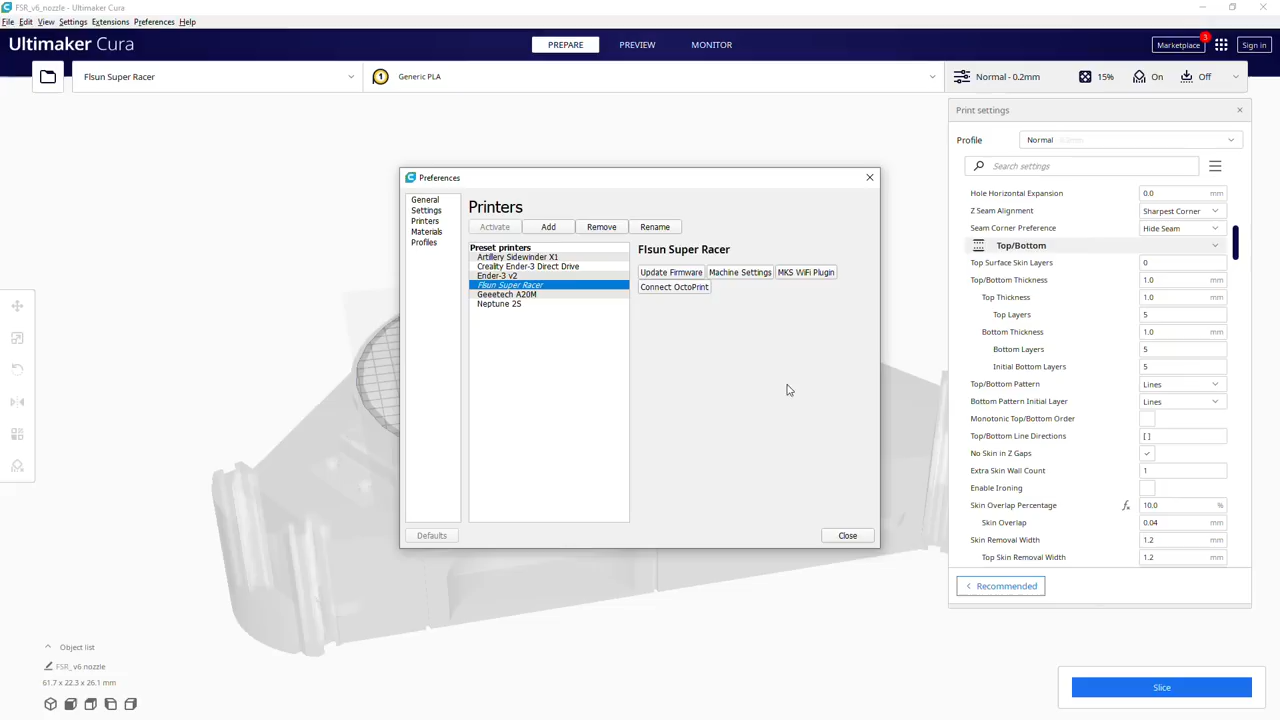 FSR_v6_nozzle - Ultimaker Cura
File Edit View Settings Extensions Preferences Help
Ultimaker Cura
PREPARE
PREVIEW
MONITOR
Marketplace
3
Sign in
Flsun Super Racer
1
Generic PLA
Normal - 0.2mm
15%
On
Off
Print settings
Profile
Normal
Search settings
Hole Horizontal Expansion 0.0 mm
Z Seam Alignment Sharpest Corner
Seam Corner Preference Hide Seam
Top/Bottom
Top Surface Skin Layers 0
Top/Bottom Thickness 1.0 mm
Top Thickness 1.0 mm
Top Layers 5
Bottom Thickness 1.0 mm
Bottom Layers 5
Initial Bottom Layers 5
Top/Bottom Pattern Lines
Bottom Pattern Initial Layer Lines
Monotonic Top/Bottom Order
Top/Bottom Line Directions [ ]
No Skin in Z Gaps
Extra Skin Wall Count 1
Enable Ironing
Skin Overlap Percentage fx 10.0 %
Skin Overlap 0.04 mm
Skin Removal Width 1.2 mm
Top Skin Removal Width 1.2 mm
Recommended
Preferences
General
Settings
Printers
Materials
Profiles
Defaults
Printers
Activate Add Remove Rename
Preset printers
Artillery Sidewinder X1
Creality Ender-3 Direct Drive
Ender-3 v2
Flsun Super Racer
Geeetech A20M
Neptune 2S
Flsun Super Racer
Update Firmware Machine Settings MKS WiFi Plugin
Connect OctoPrint
Close
Object list
FSR_ v6 nozzle
61.7 x 22.3 x 26.1 mm
Slice